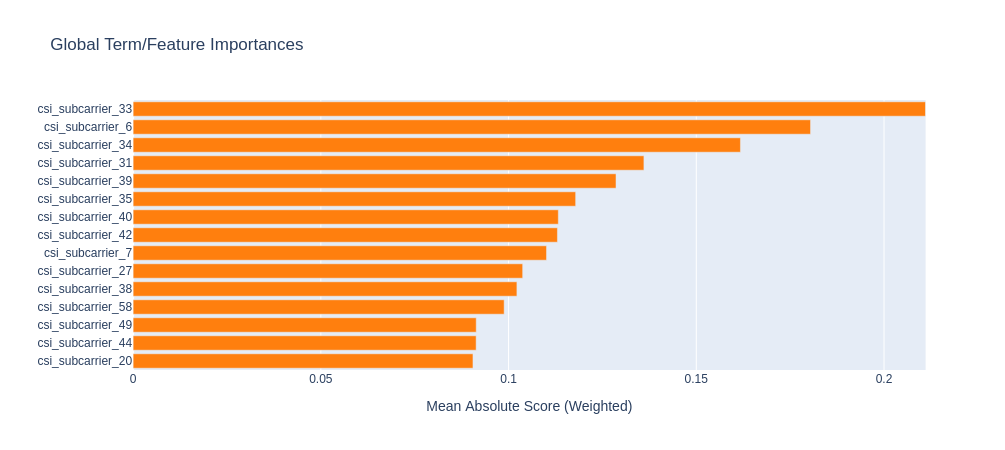 Global Term/Feature Importances
csi_subcarrier_33
csi_subcarrier_6
csi_subcarrier_34
csi_subcarrier_31
csi_subcarrier_39
csi_subcarrier_35
csi_subcarrier_40
csi_subcarrier_42
csi_subcarrier_7
csi_subcarrier_27
csi_subcarrier_38
csi_subcarrier_58
csi_subcarrier_49
csi_subcarrier_44
csi_subcarrier_20
0 0.05 0.1 0.15 0.2
Mean Absolute Score (Weighted)